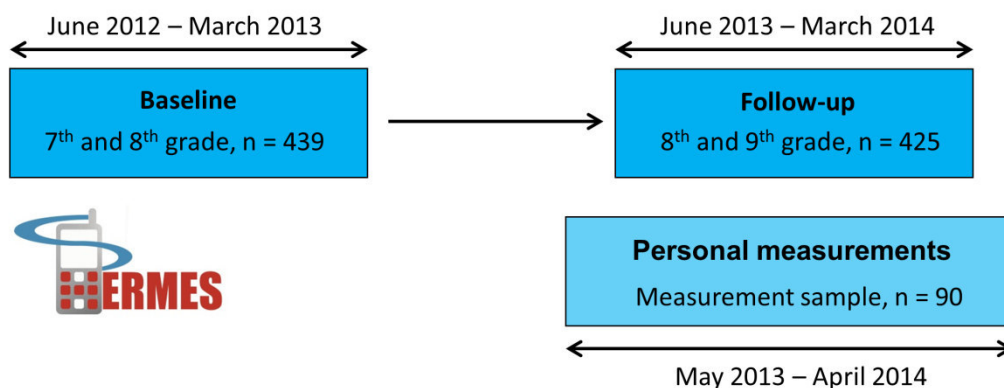 June 2012 – March 2013
June 2013 – March 2014
Baseline
7th and 8th grade, n = 439
Follow-up
8th and 9th grade, n = 425
ERMES
Personal measurements
Measurement sample, n = 90
May 2013 – April 2014